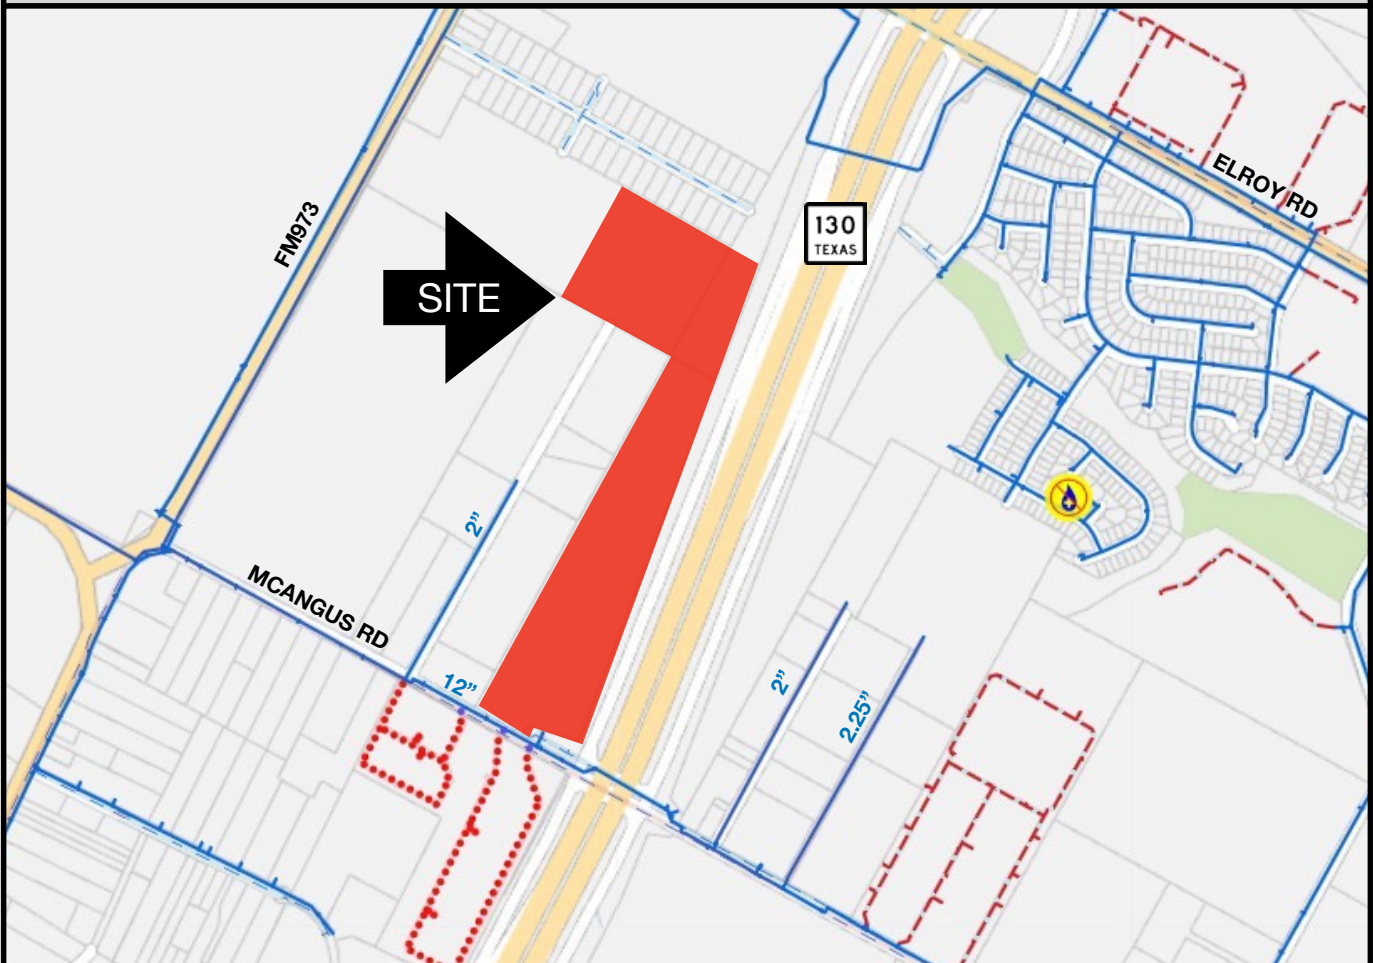 ELROY RD
FM973
130
TEXAS
SITE
2”
MCANGUS RD
12”
2”
2.25”